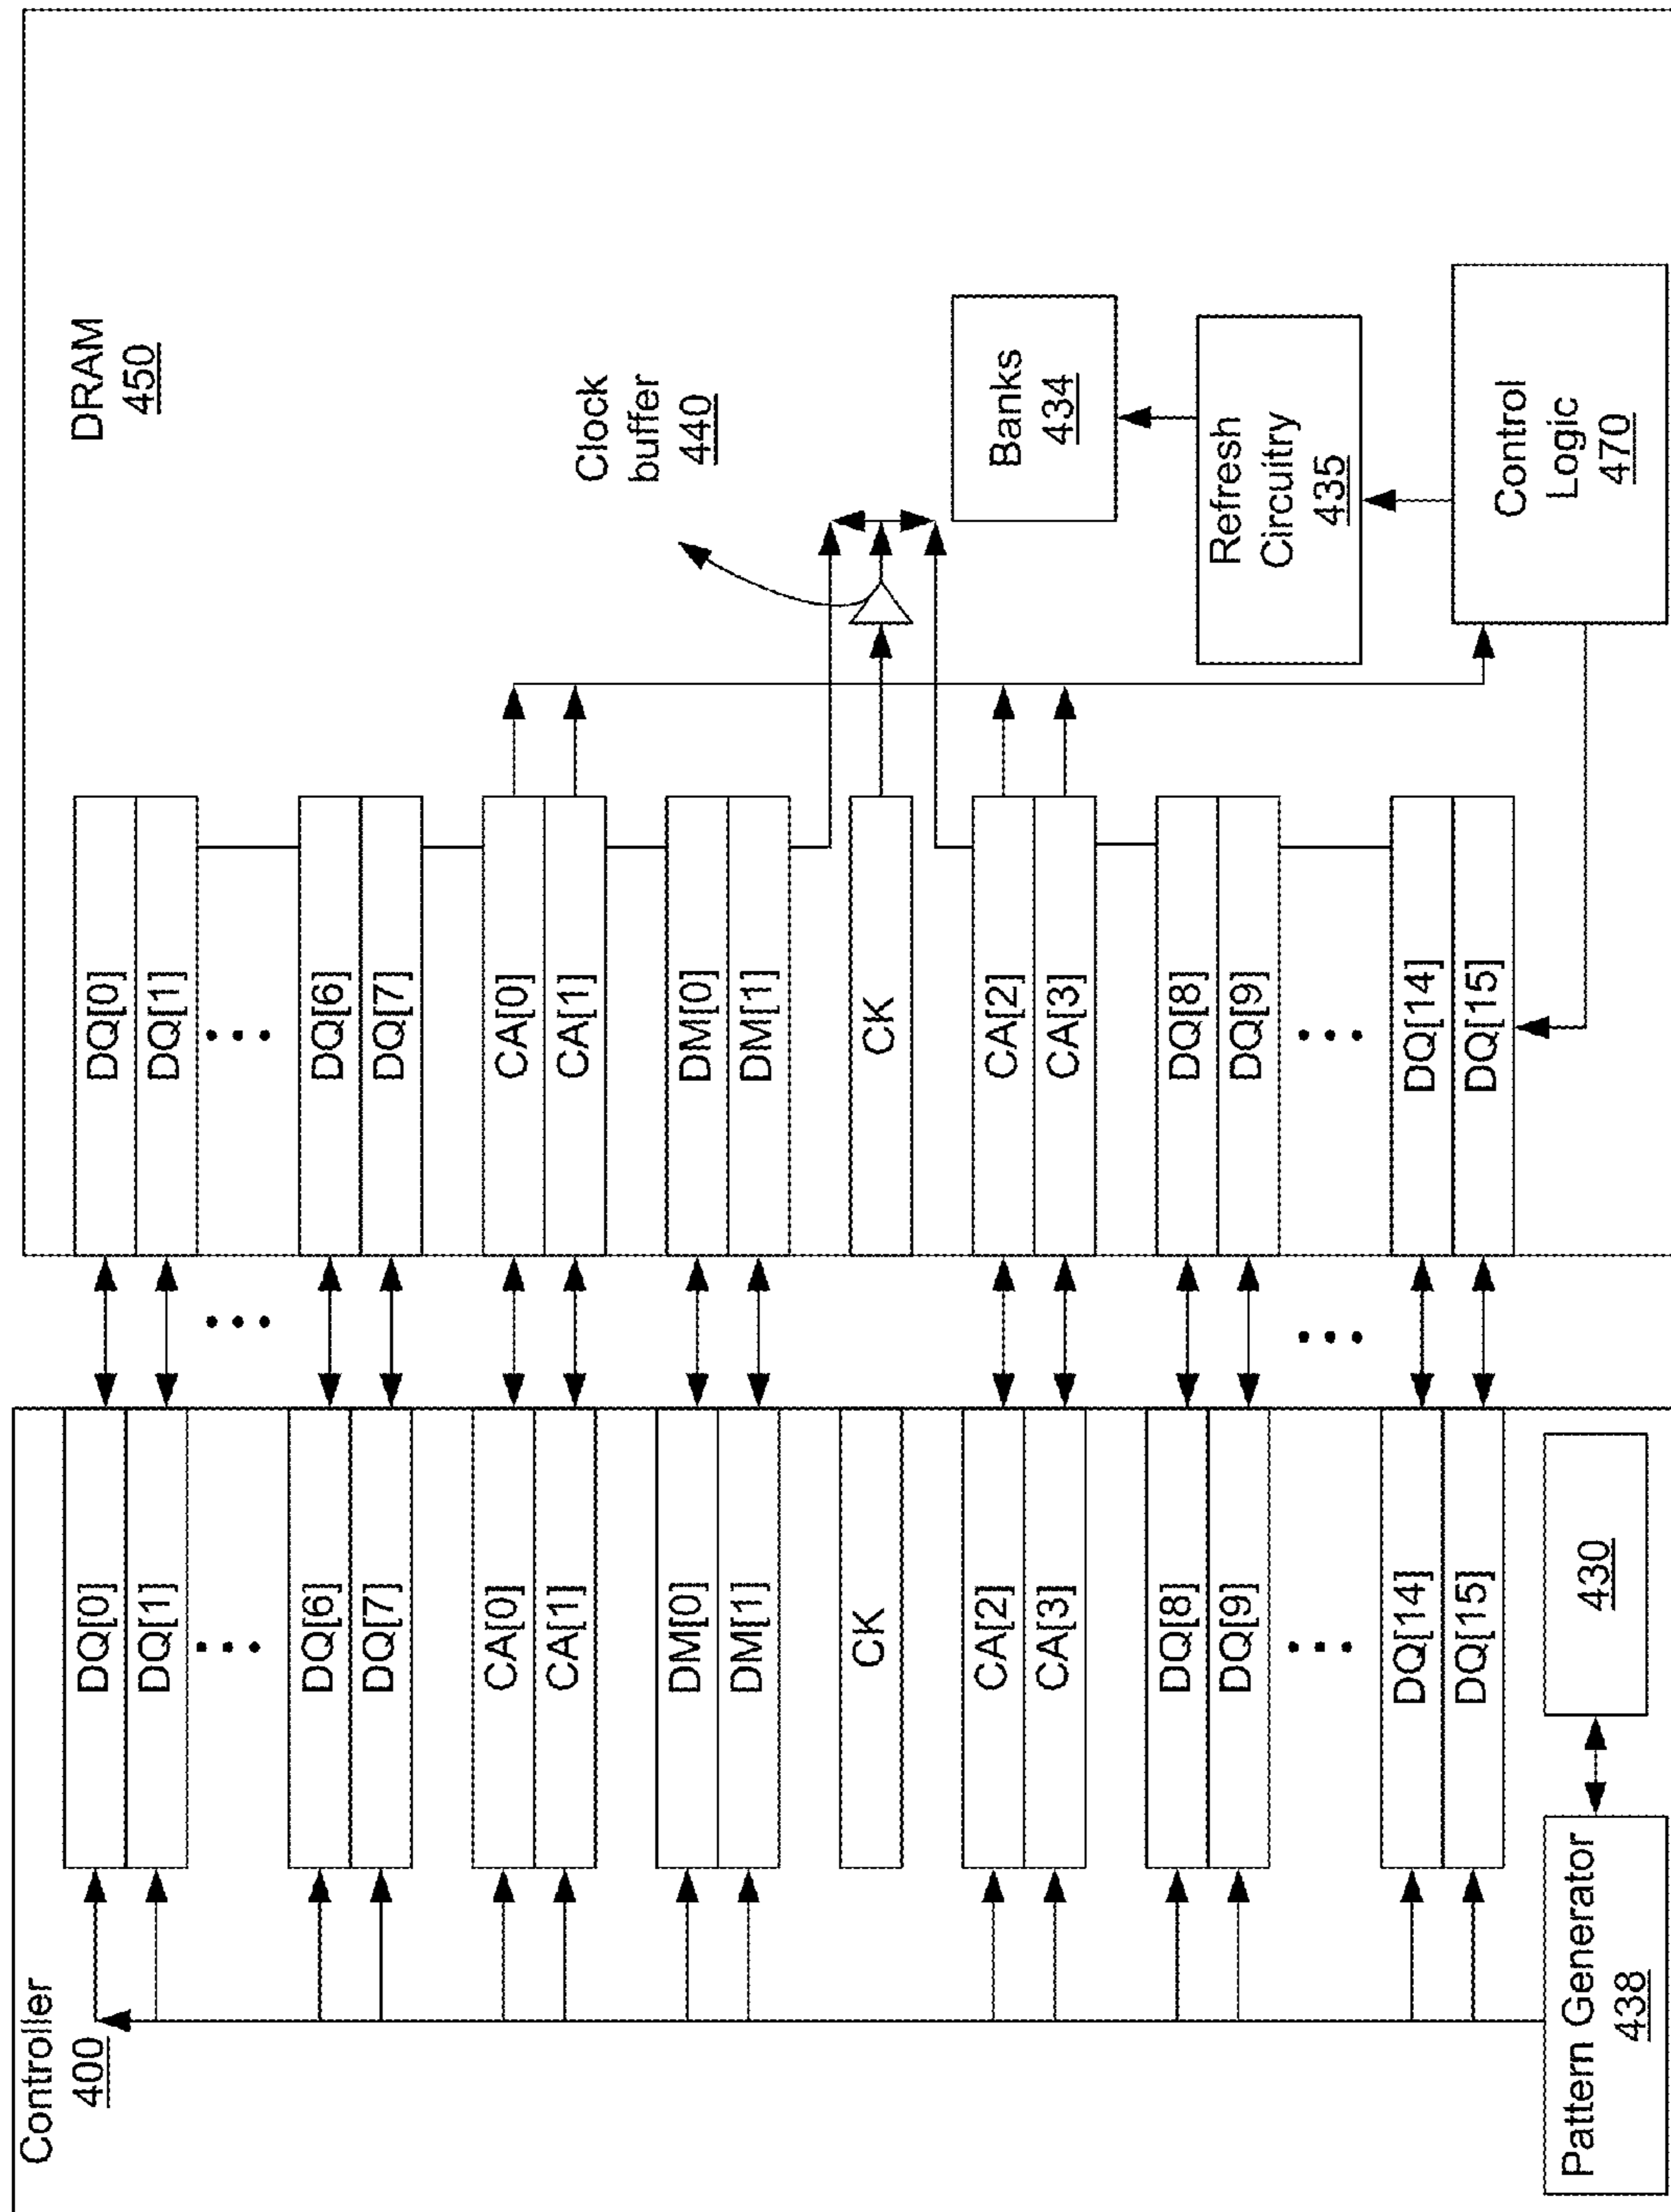 Controller
400
DQ[0]
DQ[1]
•••
DQ[6]
DQ[7]
CA[0]
CA[1]
DM[0]
DM[1]
CK
CA[2]
CA[3]
DQ[8]
DQ[9]
•••
DQ[14]
DQ[15]
Pattern Generator
438
430
•••
•••
DRAM
450
DQ[0]
DQ[1]
•••
DQ[6]
DQ[7]
CA[0]
CA[1]
DM[0]
DM[1]
CK
CA[2]
CA[3]
DQ[8]
DQ[9]
•••
DQ[14]
DQ[15]
Clock
buffer
440
Banks
434
Refresh
Circuitry
435
Control
Logic
470